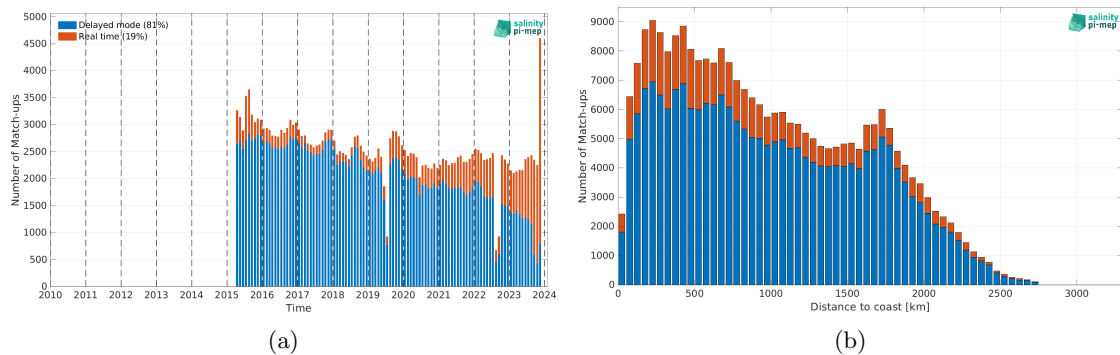 5000
4500
4000
3500
3000
2500
2000
1500
1000
500
0
Number of Match-ups
Delayed mode (81%)
Real time (19%)
salinity
pi-mep
2010 2011 2012 2013 2014 2015 2016 2017 2018 2019 2020 2021 2022 2023 2024
Time
(a)
9000
8000
7000
6000
5000
4000
3000
2000
1000
0
Number of Match-ups
salinity
pi-mep
0 500 1000 1500 2000 2500 3000
Distance to coast [km]
(b)